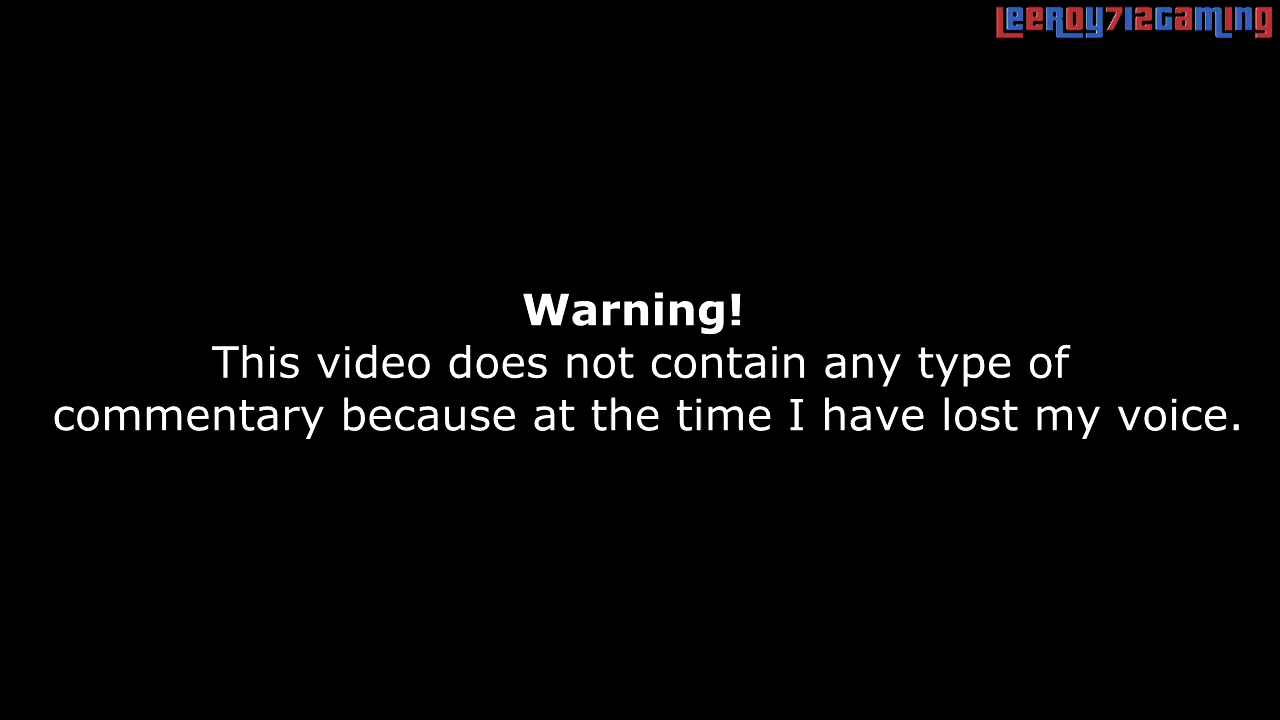 LEEROY712GAMING
Warning!
This video does not contain any type of
commentary because at the time I have lost my voice.